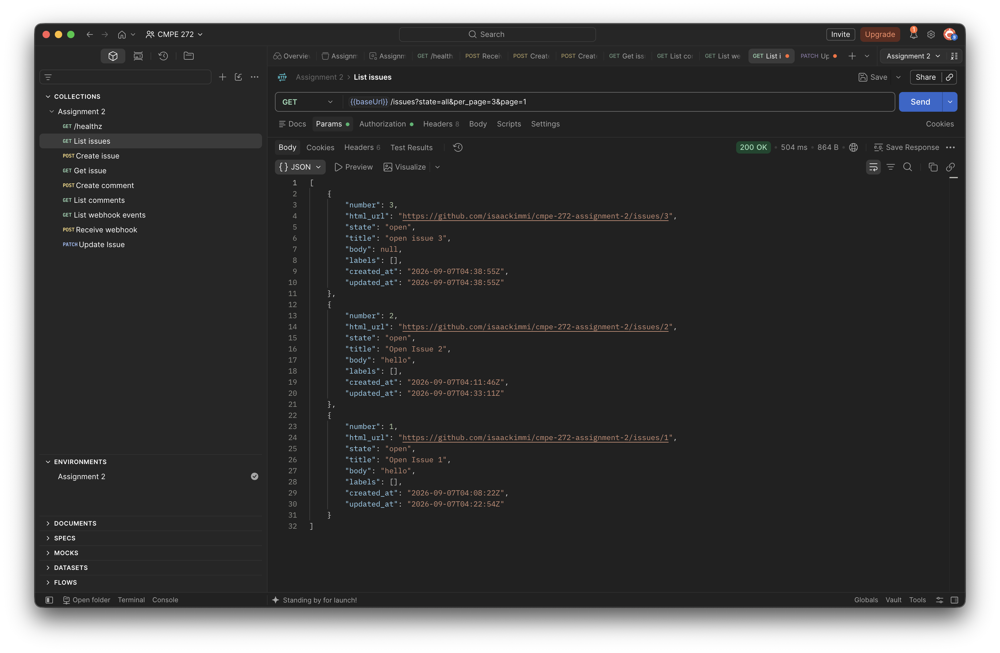 CMPE 272
Search
Invite
Upgrade
1
S
Overvie
Assignm
Assignm
GET /health
POST Recei
POST Create
POST Create
GET Get iss
GET List cor
GET List we
GET List i
PATCH Up
Assignment 2
HTTP
Assignment 2 > List issues
Save
Share
COLLECTIONS
Assignment 2
GET /healthz
GET List issues
POST Create issue
GET Get issue
POST Create comment
GET List comments
GET List webhook events
POST Receive webhook
PATCH Update Issue
ENVIRONMENTS
Assignment 2
DOCUMENTS
SPECS
MOCKS
DATASETS
FLOWS
GET
{{baseUrl}} /issues?state=all&per_page=3&page=1
Send
Docs
Params
Authorization
Headers 8
Body
Scripts
Settings
Cookies
Body
Cookies
Headers 6
Test Results
200 OK • 504 ms • 864 B •
e.g. Save Response
{ } JSON
Preview
Visualize
1 [
2 {
3 "number": 3,
4 "html_url": "https://github.com/isaackimmi/cmpe-272-assignment-2/issues/3",
5 "state": "open",
6 "title": "open issue 3",
7 "body": null,
8 "labels": [],
9 "created_at": "2026-09-07T04:38:55Z",
10 "updated_at": "2026-09-07T04:38:55Z"
11 },
12 {
13 "number": 2,
14 "html_url": "https://github.com/isaackimmi/cmpe-272-assignment-2/issues/2",
15 "state": "open",
16 "title": "Open Issue 2",
17 "body": "hello",
18 "labels": [],
19 "created_at": "2026-09-07T04:11:46Z",
20 "updated_at": "2026-09-07T04:33:11Z"
21 },
22 {
23 "number": 1,
24 "html_url": "https://github.com/isaackimmi/cmpe-272-assignment-2/issues/1",
25 "state": "open",
26 "title": "Open Issue 1",
27 "body": "hello",
28 "labels": [],
29 "created_at": "2026-09-07T04:08:22Z",
30 "updated_at": "2026-09-07T04:22:54Z"
31 }
32 ]
Open folder
Terminal
Console
Standing by for launch!
Globals
Vault
Tools